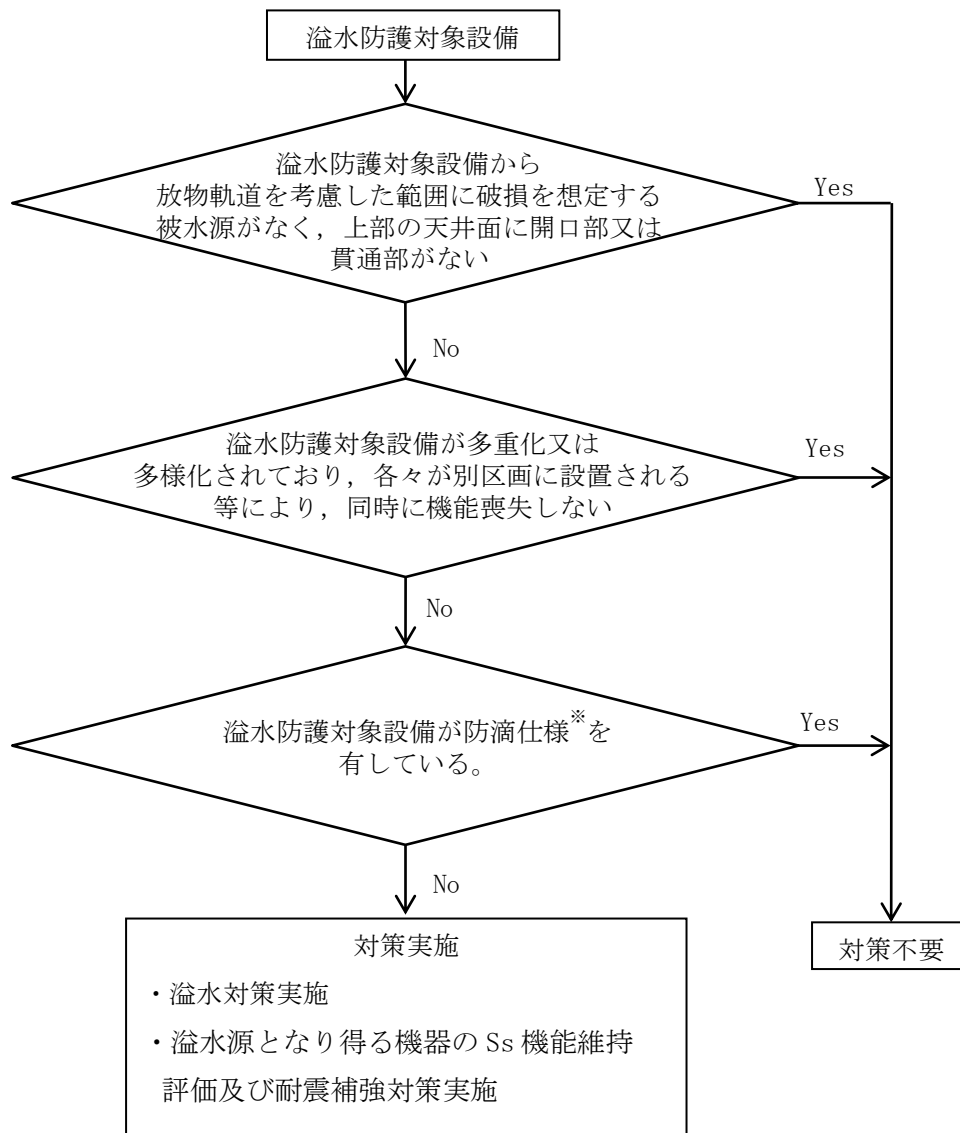 溢水防護対象設備
溢水防護対象設備から
放物軌道を考慮した範囲に破損を想定する
被水源がなく，上部の天井面に開口部又は
貫通部がない
Yes
No
溢水防護対象設備が多重化又は
多様化されており，各々が別区画に設置される
等により，同時に機能喪失しない
Yes
No
溢水防護対象設備が防滴仕様※を
有している。
Yes
No
対策実施
・溢水対策実施
・溢水源となり得る機器の Ss 機能維持
評価及び耐震補強対策実施
対策不要